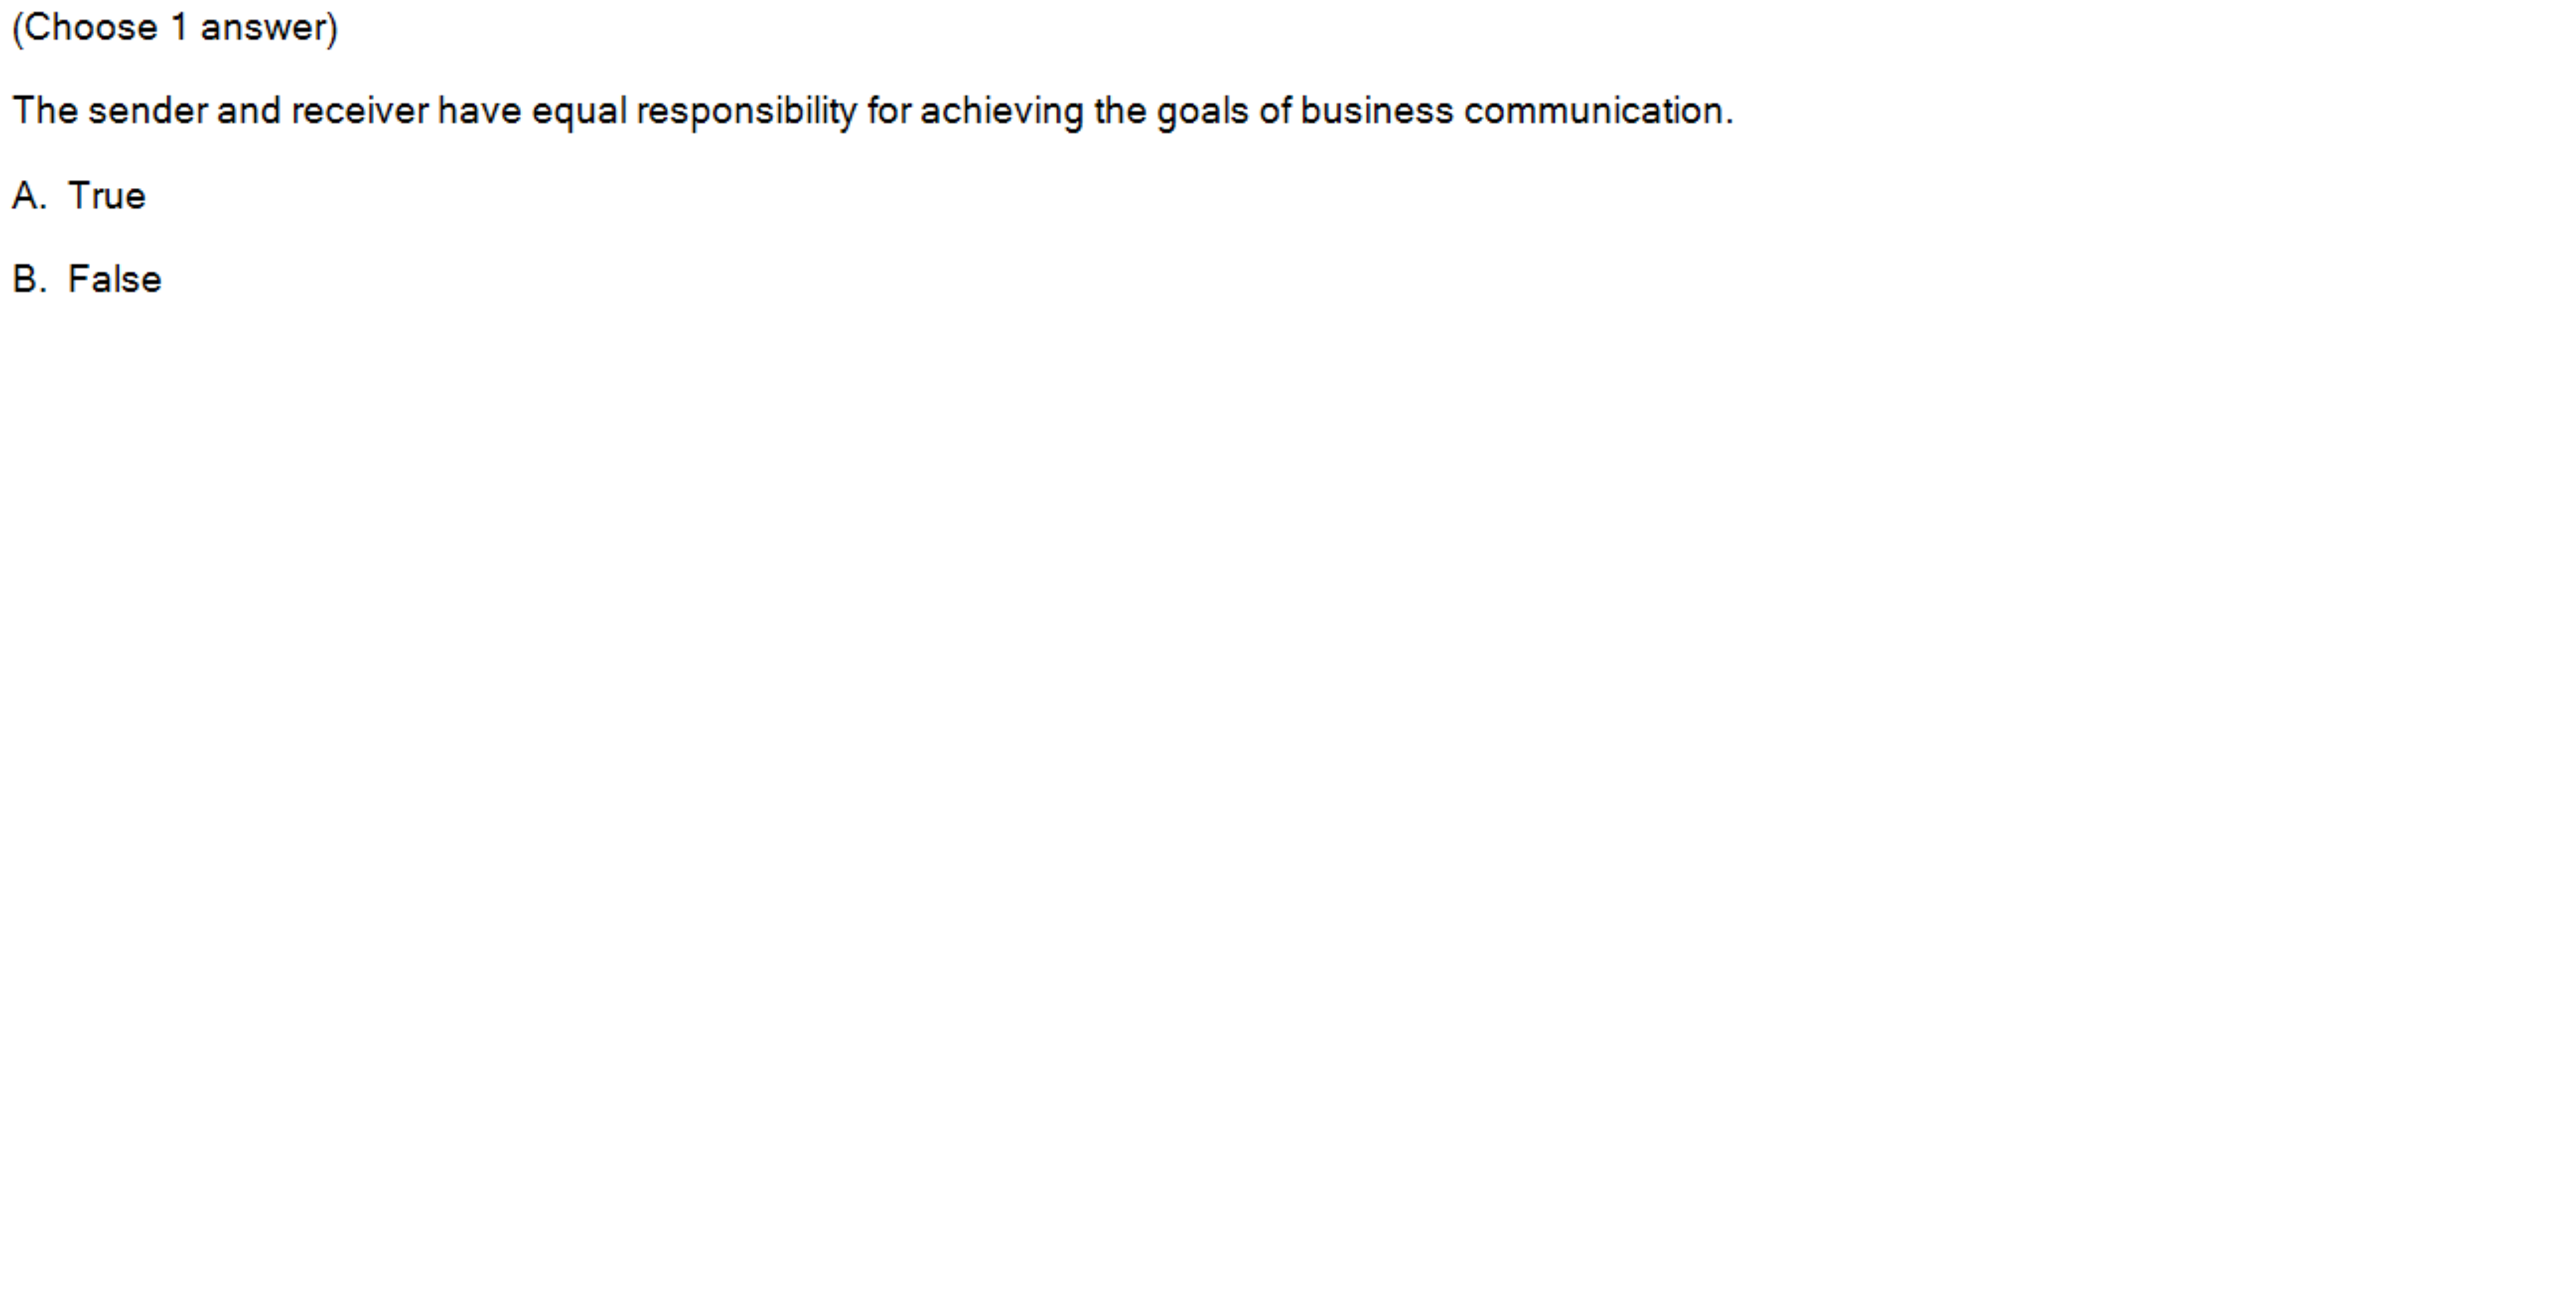 (Choose 1 answer)
The sender and receiver have equal responsibility for achieving the goals of business communication.
A. True
B. False